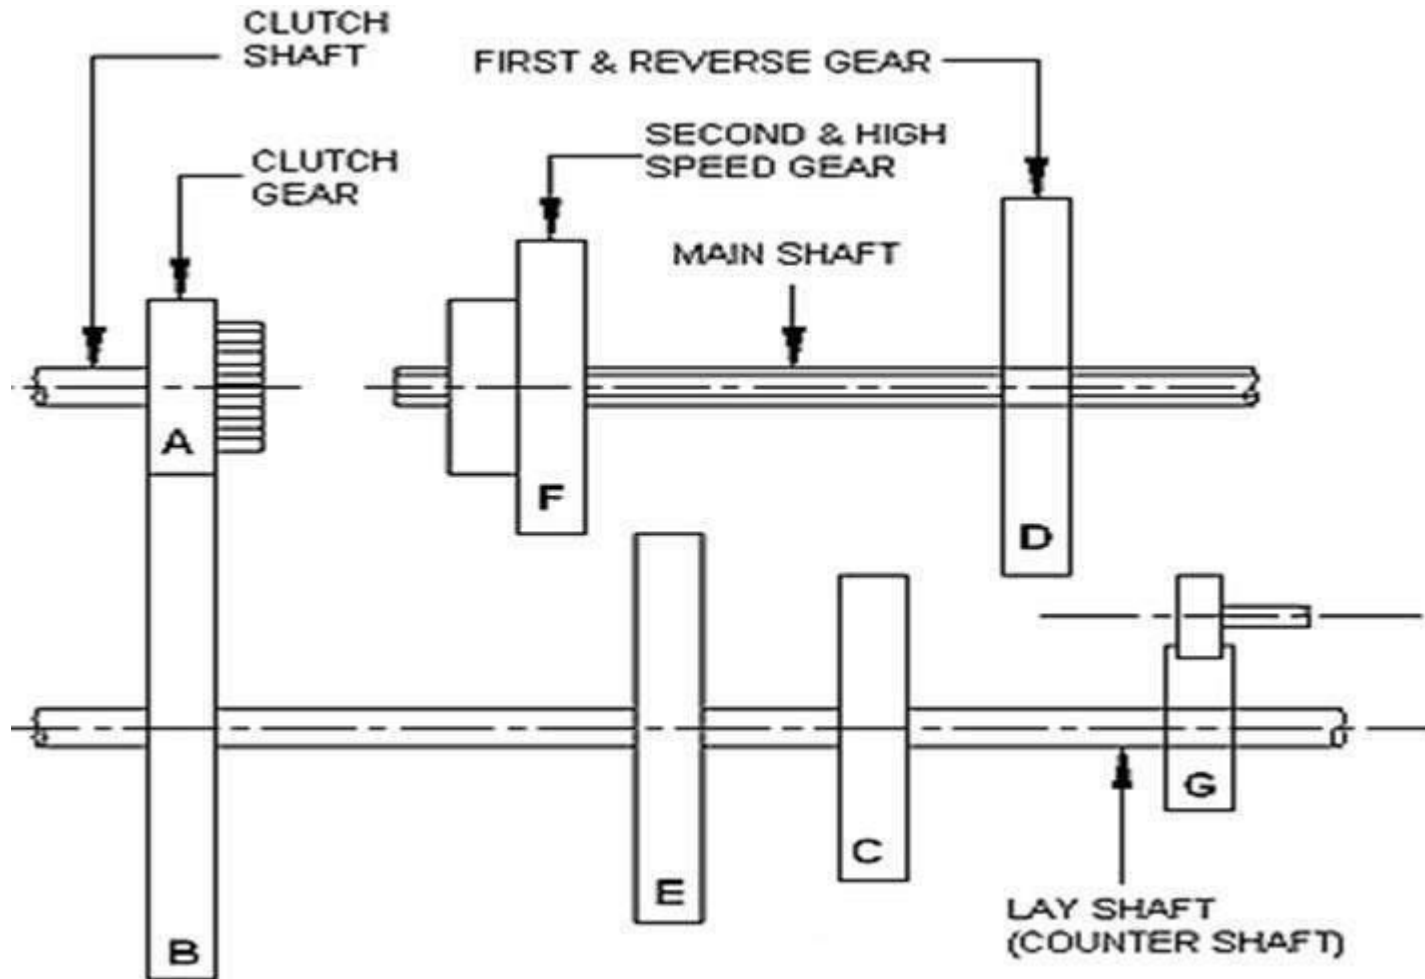 CLUTCH
SHAFT
FIRST & REVERSE GEAR
SECOND & HIGH
SPEED GEAR
CLUTCH
GEAR
MAIN SHAFT
A
F
D
G
C
E
B
LAY SHAFT
(COUNTER SHAFT)